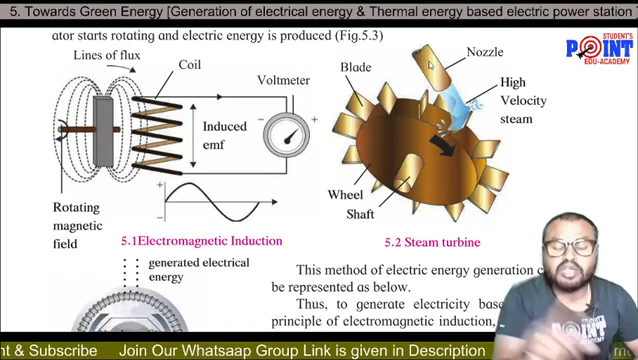 5. Towards Green Energy [Generation of electrical energy & Thermal energy based electric power station
ator starts rotating and electric energy is produced (Fig.5.3)
STUDENT'S
POINT
EDU-ACADEMY
Lines of flux
Coil
Voltmeter
Induced
emf
Rotating
magnetic
field
5.1Electromagnetic Induction
Nozzle
Blade
High
Velocity
steam
Wheel
Shaft
5.2 Steam turbine
generated electrical
energy
This method of electric energy generation
be represented as below.
Thus, to generate electricity
principle of electromagnetic induction,
POINT
& Subscribe
Join Our Whatsaap Group Link is given in Description